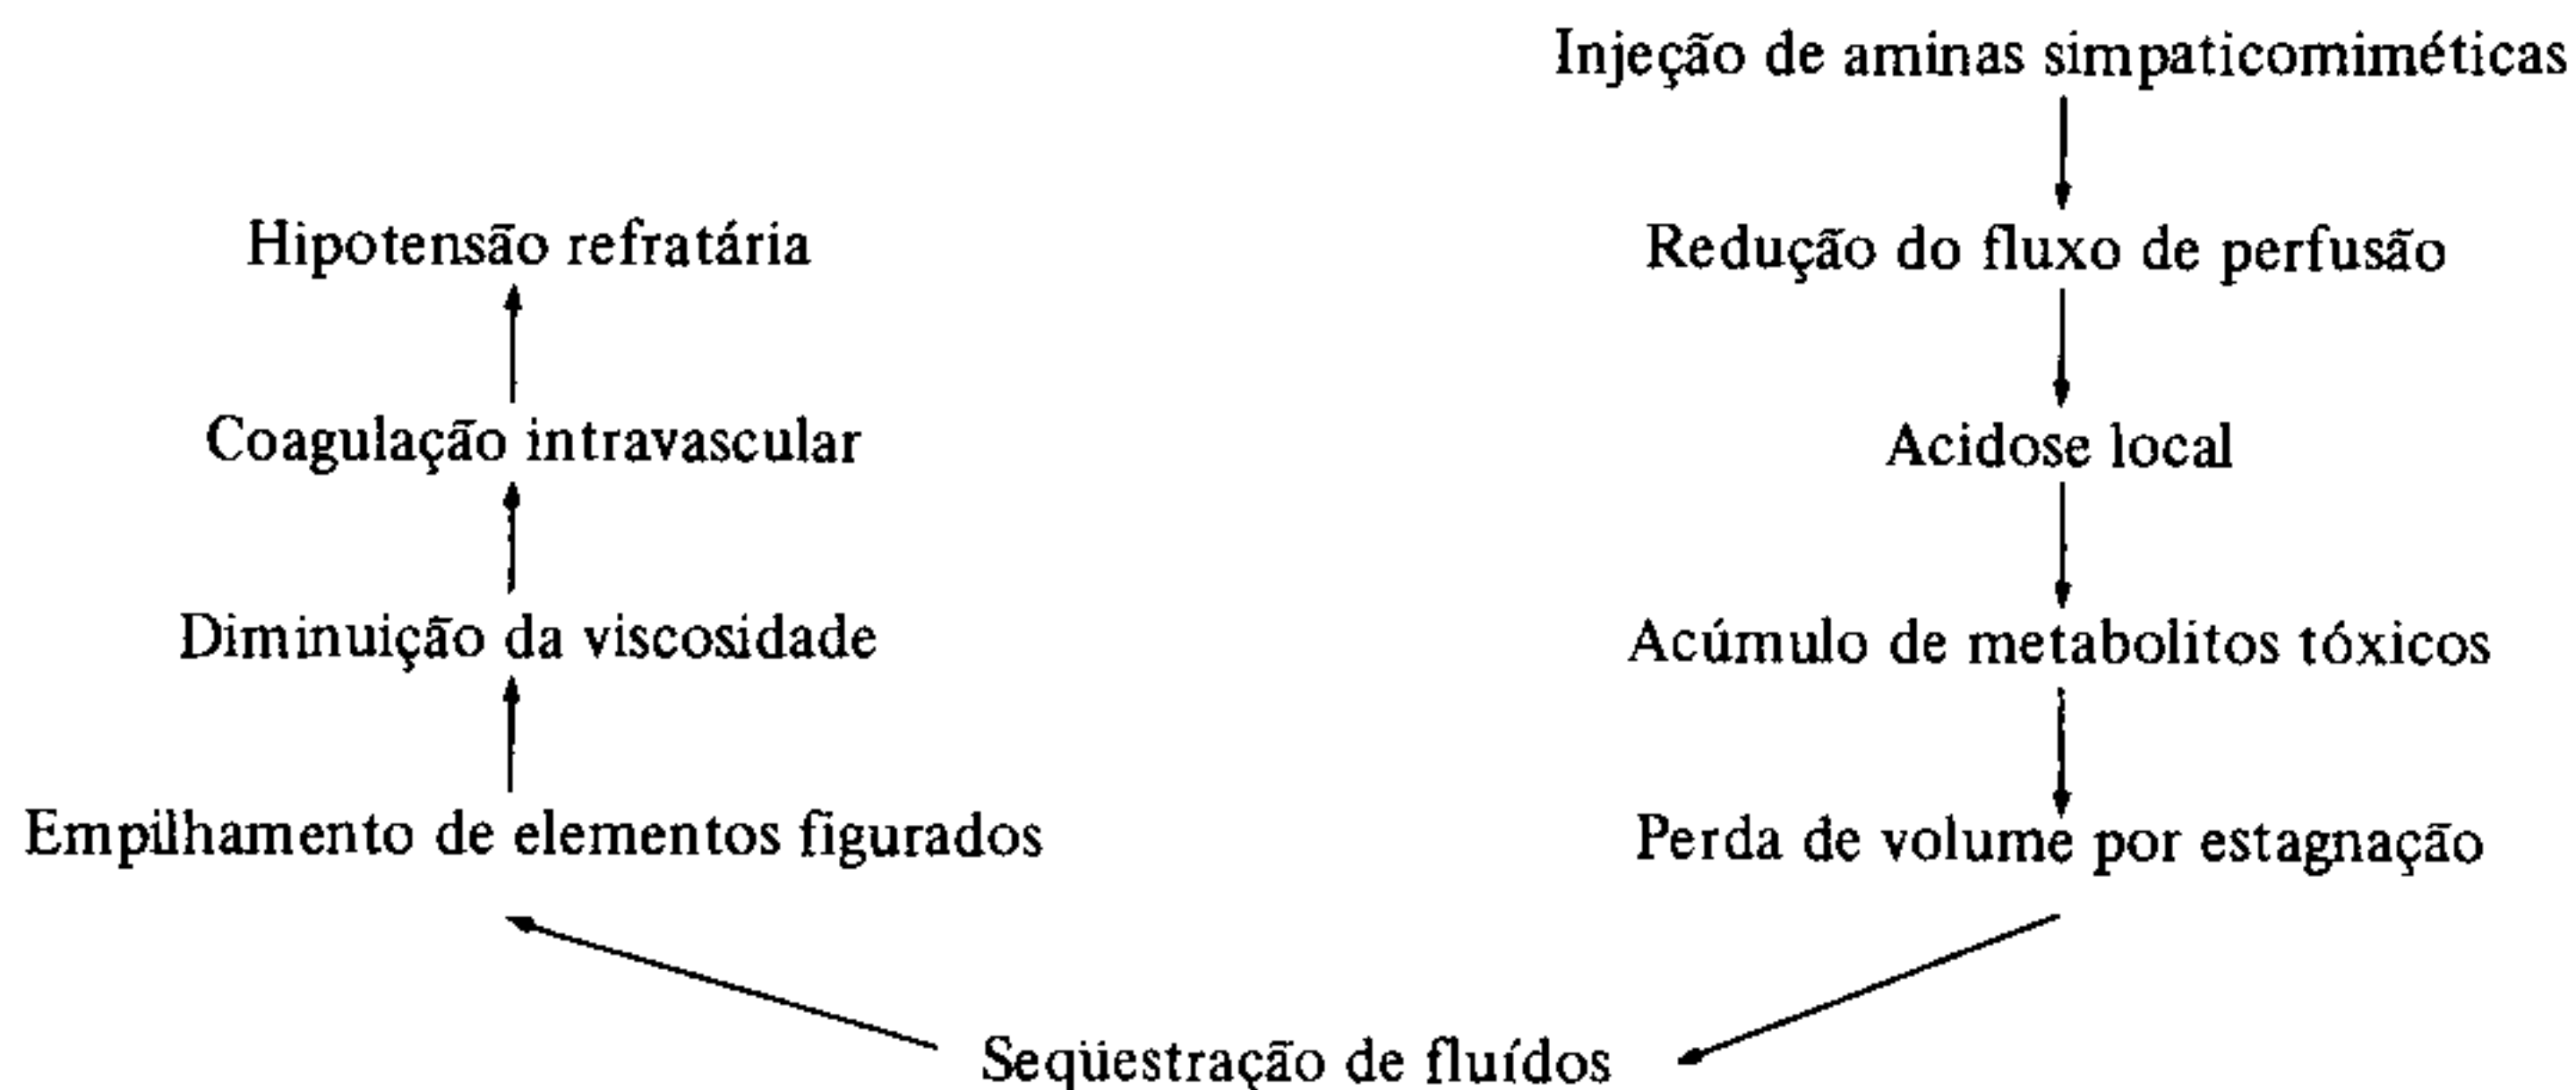 Injeção de aminas simpaticomiméticas
Redução do fluxo de perfusão
Acidose local
Acúmulo de metabolitos tóxicos
Perda de volume por estagnação
Seqüestração de fluídos
Empilhamento de elementos figurados
Diminuição da viscosidade
Coagulação intravascular
Hipotensão refratária